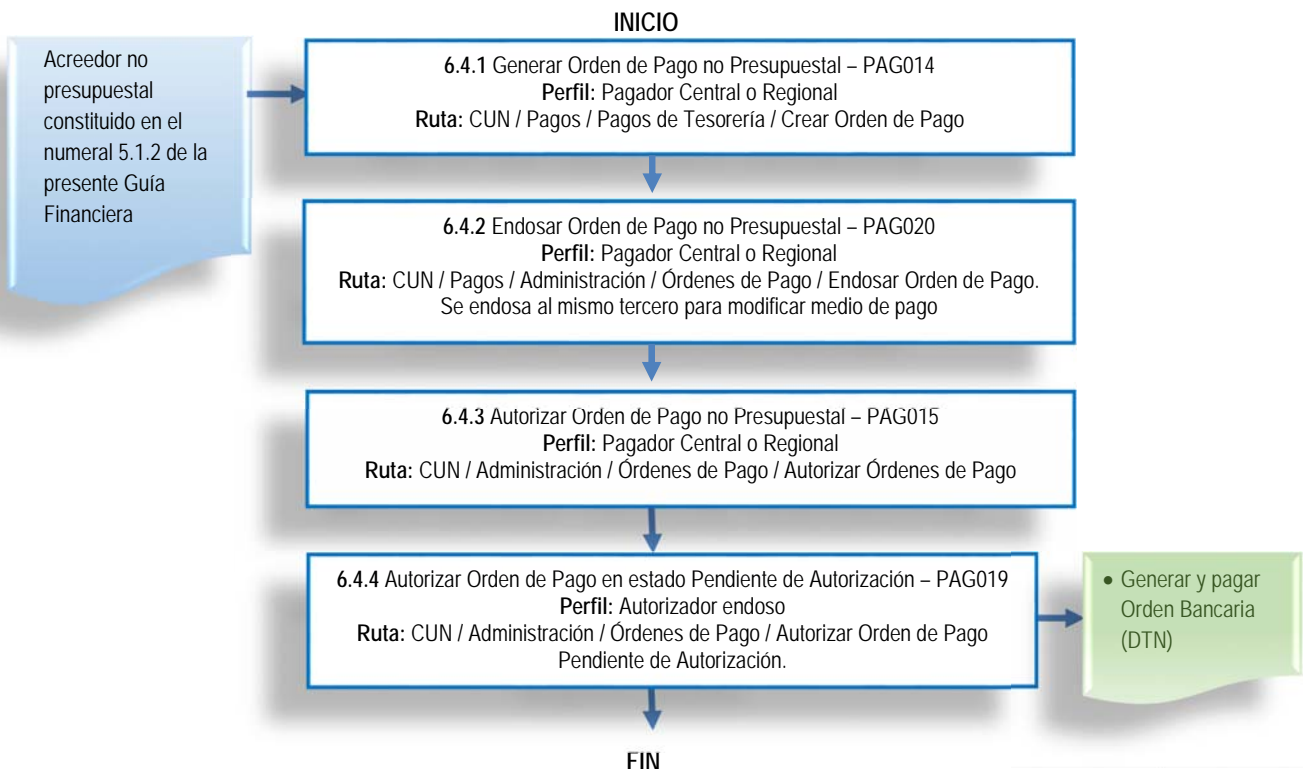 INICIO
Acreedor no
presupuestal
constituido en el
numeral 5.1.2 de la
presente Guía
Financiera
6.4.1 Generar Orden de Pago no Presupuestal – PAG014
Perfil: Pagador Central o Regional
Ruta: CUN / Pagos / Pagos de Tesorería / Crear Orden de Pago
6.4.2 Endosar Orden de Pago no Presupuestal – PAG020
Perfil: Pagador Central o Regional
Ruta: CUN / Pagos / Administración / Órdenes de Pago / Endosar Orden de Pago.
Se endosa al mismo tercero para modificar medio de pago
6.4.3 Autorizar Orden de Pago no Presupuestal – PAG015
Perfil: Pagador Central o Regional
Ruta: CUN / Administración / Órdenes de Pago / Autorizar Órdenes de Pago
6.4.4 Autorizar Orden de Pago en estado Pendiente de Autorización – PAG019
Perfil: Autorizador endoso
Ruta: CUN / Administración / Órdenes de Pago / Autorizar Orden de Pago
Pendiente de Autorización.
• Generar y pagar
Orden Bancaria
(DTN)
FIN